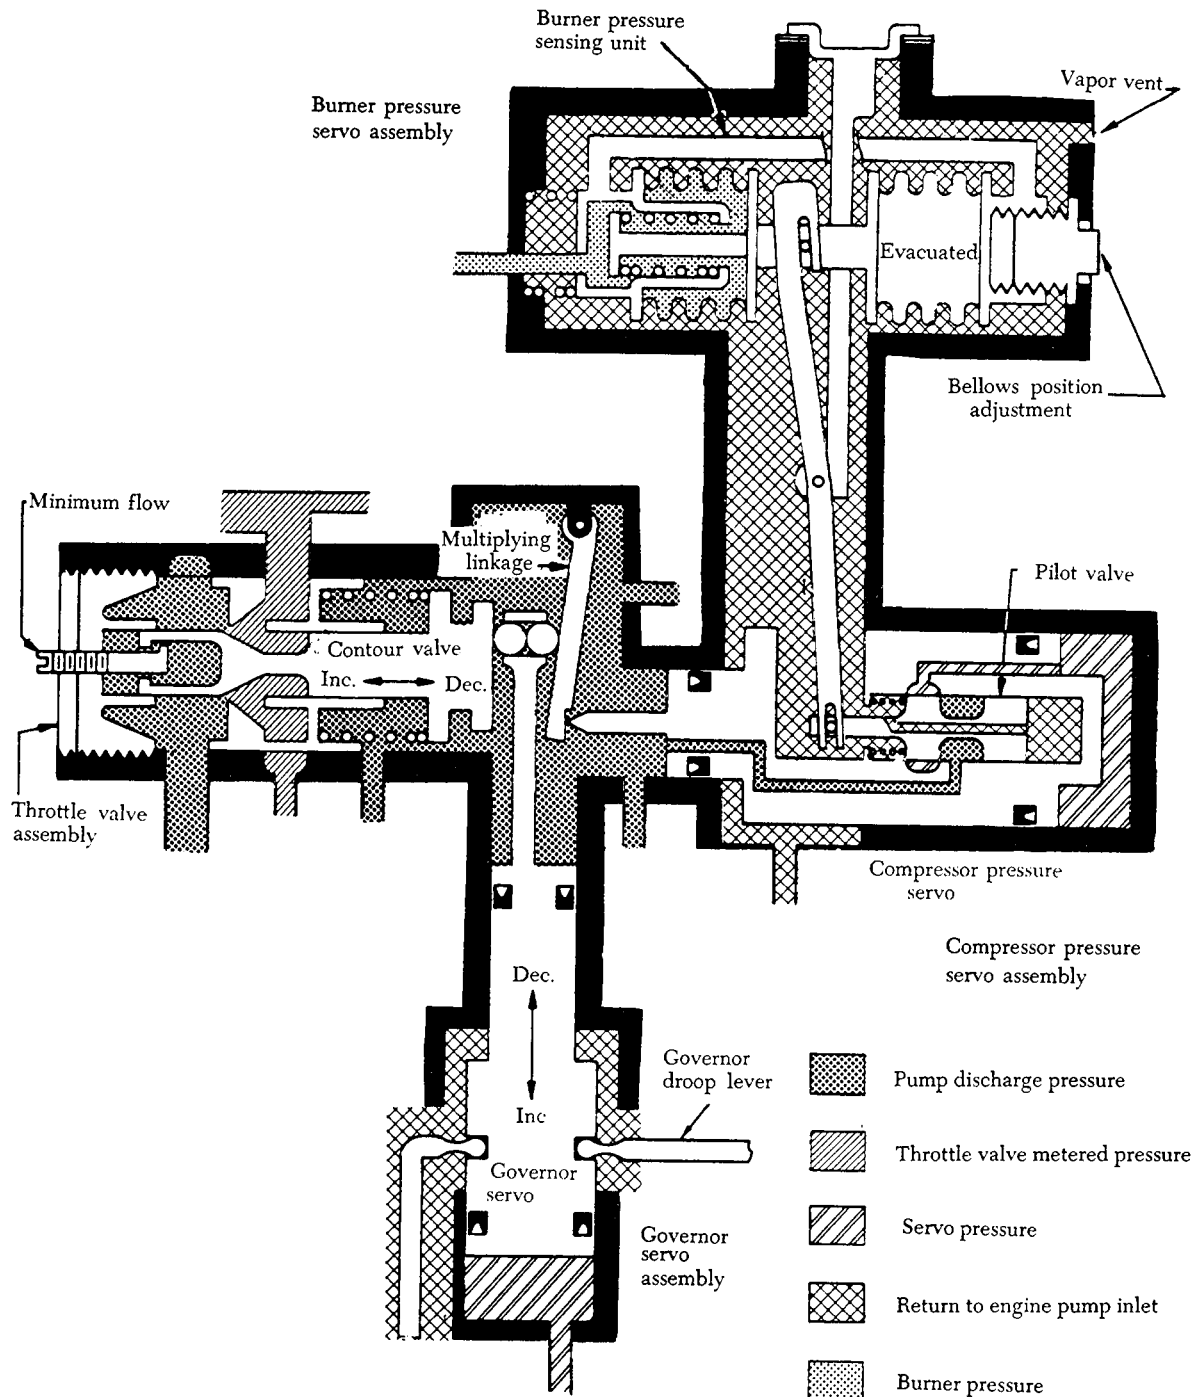 Burner pressure
sensing unit
Vapor vent
Burner pressure
servo assembly
Evacuated
Bellows position
adjustment
Minimum flow
Multiplying
linkage
Pilot valve
Contour valve
Inc.
Dec.
Throttle valve
assembly
Compressor pressure
servo
Compressor pressure
servo assembly
Dec.
Inc
Governor
droop lever
Governor
servo
Governor
servo
assembly
Pump discharge pressure
Throttle valve metered pressure
Servo pressure
Return to engine pump inlet
Burner pressure